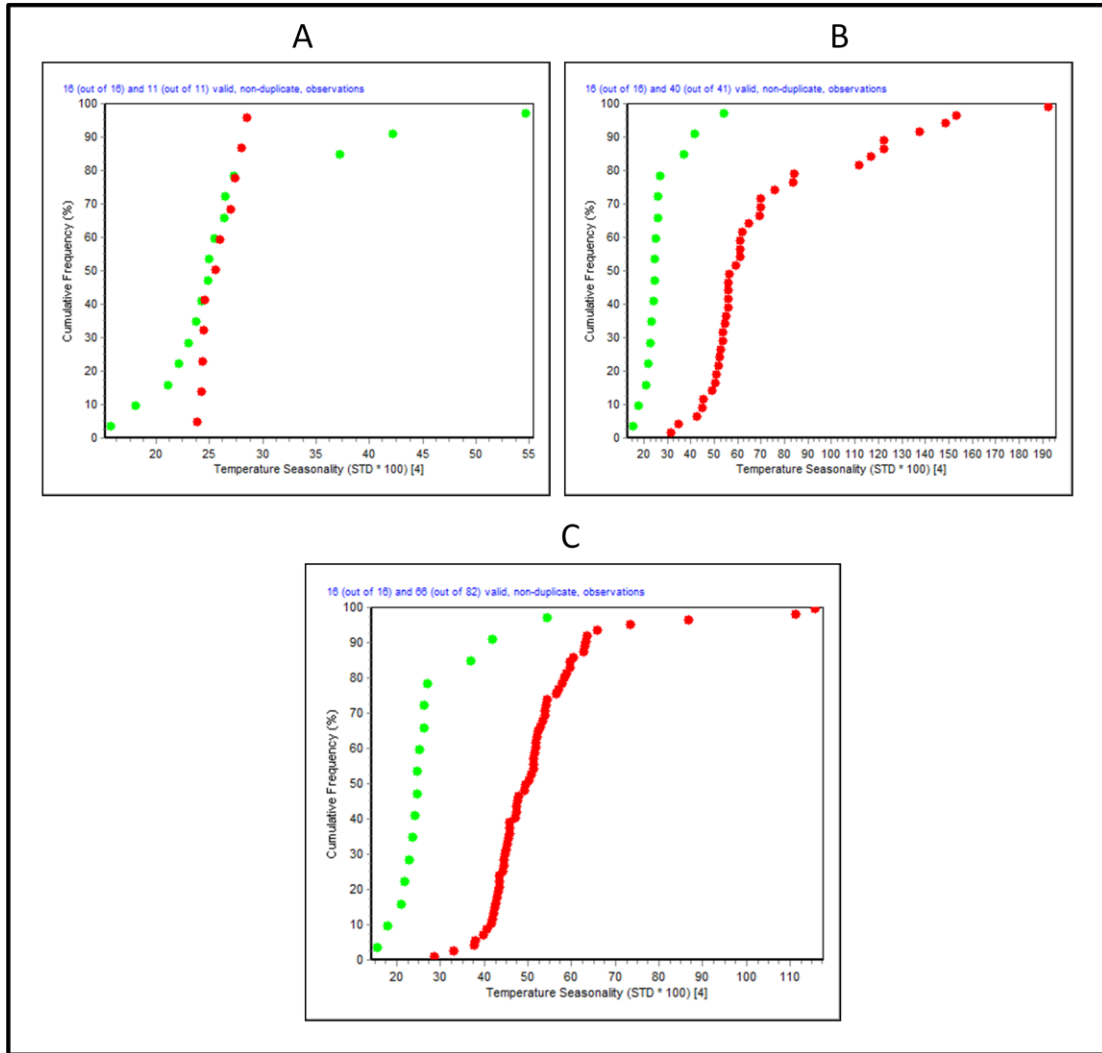 A
16 (out of 16) and 11 (out of 11) valid, non-duplicate, observations
100
90
80
70
60
50
40
30
20
10
0
Cumulative Frequency (%)
20 25 30 35 40 45 50 55
Temperature Seasonality (STD * 100) [4]
B
16 (out of 16) and 40 (out of 41) valid, non-duplicate, observations
100
90
80
70
60
50
40
30
20
10
0
Cumulative Frequency (%)
20 30 40 50 60 70 80 90 100 110 120 130 140 150 160 170 180 190
Temperature Seasonality (STD * 100) [4]
C
16 (out of 16) and 66 (out of 82) valid, non-duplicate, observations
100
90
80
70
60
50
40
30
20
10
0
Cumulative Frequency (%)
20 30 40 50 60 70 80 90 100 110
Temperature Seasonality (STD * 100) [4]